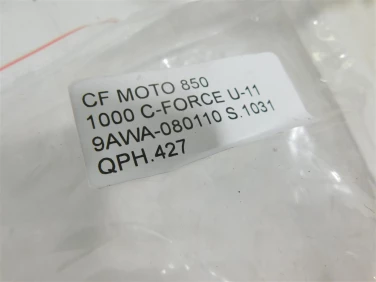 CF MOTO 850
1000 C-FORCE U-11
9AWA-080110 S.1031
QPH.427